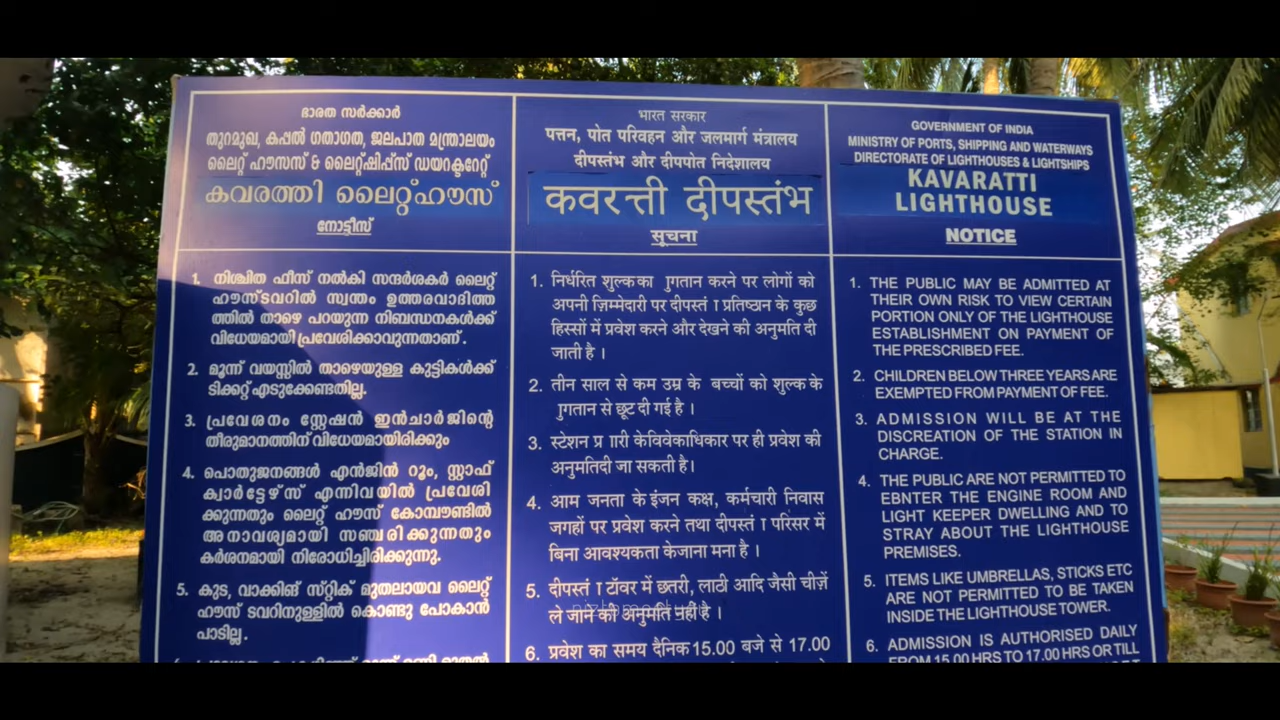 ഭാരത സർക്കാർ
തുറമുഖ, കപ്പൽ ഗതാഗത, ജലപാത മന്ത്രാലയം
ലൈറ്റ് ഹൗസസ് & ലൈറ്റ്ഷിപ്പ്സ് ഡയറക്ടറേറ്റ്
കവരത്തി ലൈറ്റ്ഹൗസ്
നോട്ടീസ്
1. നിശ്ചിത ഫീസ് നൽകി സന്ദർശകർ ലൈറ്റ്
ഹൗസ് ടവറിൽ സ്വന്തം ഉത്തരവാദിത്ത
ത്തിൽ താഴെ പറയുന്ന നിബന്ധനകൾക്ക്
വിധേയമായി പ്രവേശിക്കാവുന്നതാണ്.
2. മൂന്ന് വയസ്സിൽ താഴെയുള്ള കുട്ടികൾക്ക്
ടിക്കറ്റ് എടുക്കേണ്ടതില്ല.
3. പ്രവേശനം സ്റ്റേഷൻ ഇൻചാർജിന്റെ
തീരുമാനത്തിന് വിധേയമായിരിക്കും
4. പൊതുജനങ്ങൾ എൻജിൻ റൂം, സ്റ്റാഫ്
ക്വാർട്ടേഴ്സ് എന്നിവയിൽ പ്രവേശി
ക്കുന്നതും ലൈറ്റ് ഹൗസ് കോമ്പൗണ്ടിൽ
അനാവശ്യമായി സഞ്ചരിക്കുന്നതും
കർശനമായി നിരോധിച്ചിരിക്കുന്നു.
5. കുട, വാക്കിങ് സ്റ്റിക് മുതലായവ ലൈറ്റ്
ഹൗസ് ടവറിനുള്ളിൽ കൊണ്ടു പോകാൻ
പാടില്ല.
भारत सरकार
पत्तन, पोत परिवहन और जलमार्ग मंत्रालय
दीपस्तंभ और दीपपोत निदेशालय
कवरत्ती दीपस्तंभ
सूचना
1. निर्धरित शुल्क का ुगतान करने पर लोगों को
अपनी ज़िम्मेदारी पर दीपस्तं ा प्रतिष्ठान के कुछ
हिस्सों में प्रवेश करने और देखने की अनुमति दी
जाती है ।
2. तीन साल से कम उम्र के बच्चों को शुल्क के
ुगतान से छूट दी गई है ।
3. स्टेशन प्र ारी केविवेकाधिकार पर ही प्रवेश की
अनुमतिदी जा सकती है।
4. आम जनता के इंजन कक्ष, कर्मचारी निवास
जगहों पर प्रवेश करने तथा दीपस्तं ा परिसर में
बिना आवश्यकता केजाना मना है ।
5. दीपस्तं ा टॉवर में छतरी, लाठी आदि जैसी चीज़ें
ले जाने की अनुमति नहीं है ।
6. प्रवेश का समय दैनिक 15.00 बजे से 17.00
GOVERNMENT OF INDIA
MINISTRY OF PORTS, SHIPPING AND WATERWAYS
DIRECTORATE OF LIGHTHOUSES & LIGHTSHIPS
KAVARATTI
LIGHTHOUSE
NOTICE
1. THE PUBLIC MAY BE ADMITTED AT
THEIR OWN RISK TO VIEW CERTAIN
PORTION ONLY OF THE LIGHTHOUSE
ESTABLISHMENT ON PAYMENT OF
THE PRESCRIBED FEE.
2. CHILDREN BELOW THREE YEARS ARE
EXEMPTED FROM PAYMENT OF FEE.
3. ADMISSION WILL BE AT THE
DISCREATION OF THE STATION IN
CHARGE.
4. THE PUBLIC ARE NOT PERMITTED TO
EBNTER THE ENGINE ROOM AND
LIGHT KEEPER DWELLING AND TO
STRAY ABOUT THE LIGHTHOUSE
PREMISES.
5. ITEMS LIKE UMBRELLAS, STICKS ETC
ARE NOT PERMITTED TO BE TAKEN
INSIDE THE LIGHTHOUSE TOWER.
6. ADMISSION IS AUTHORISED DAILY
FROM 15.00 HRS TO 17.00 HRS OR TILL